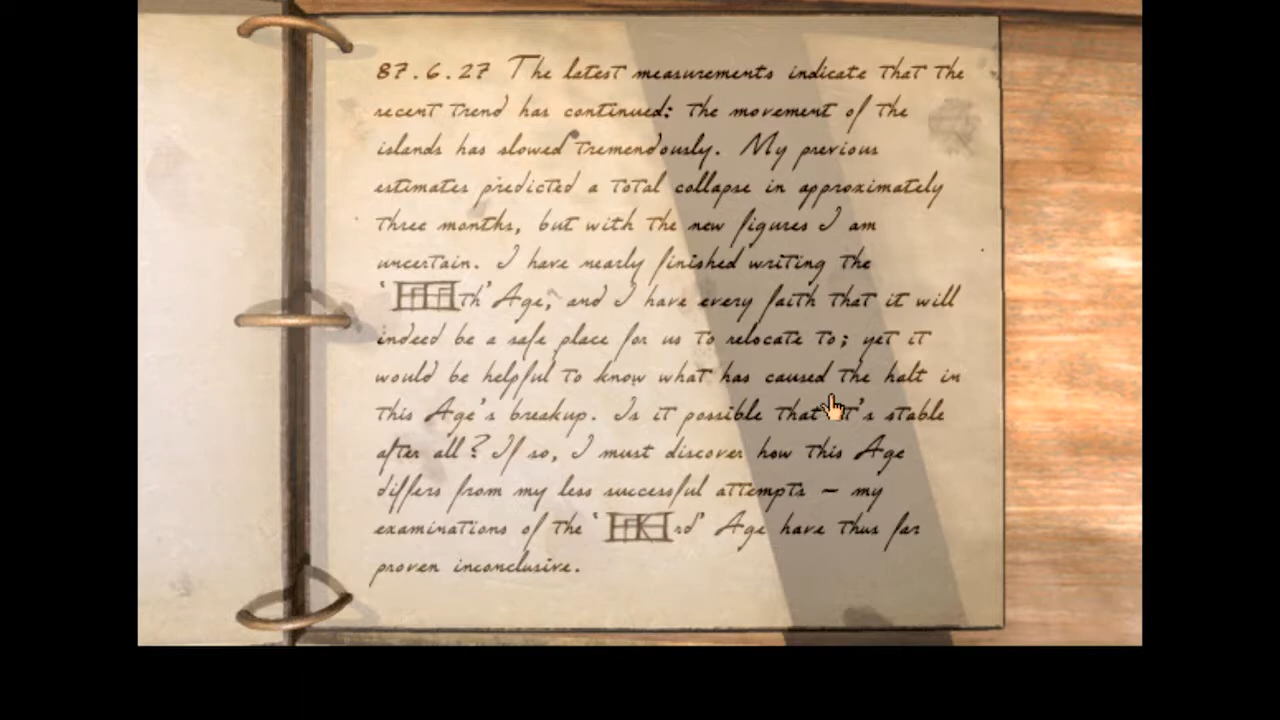 87.6.27 The latest measurements indicate that the
recent trend has continued: the movement of the
islands has slowed tremendously. My previous
estimates predicted a total collapse in approximately
three months, but with the new figures I am
uncertain. I have nearly finished writing the
' th' Age, and I have every faith that it will
indeed be a safe place for us to relocate to; yet it
would be helpful to know what has caused the halt in
this Age's breakup. Is it possible that it's stable
after all? If so, I must discover how this Age
differs from my less successful attempts – my
examinations of the ' rd' Age have thus far
proven inconclusive.